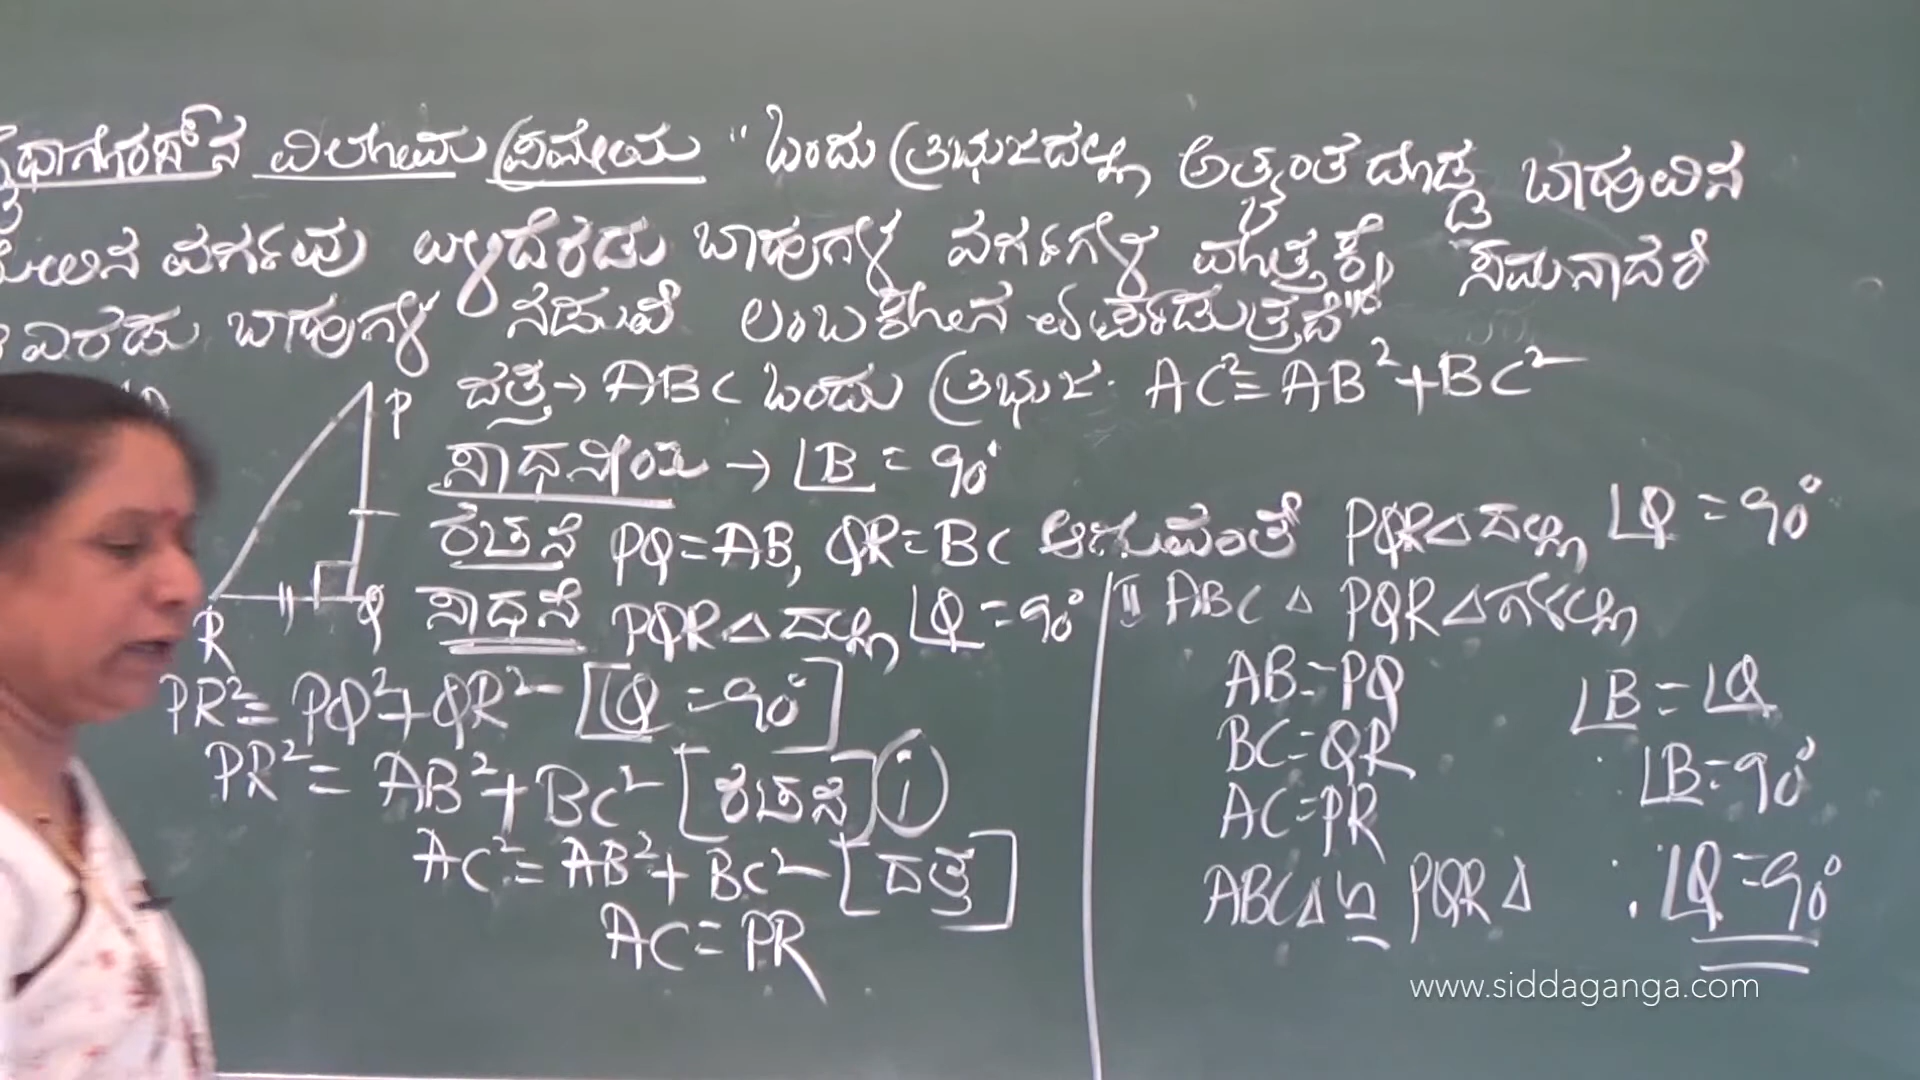 ಪೈಥಾಗೊರಸ್‌ನ ವಿಲೋಮ ಪ್ರಮೇಯ "ಒಂದು ತ್ರಿಭುಜದಲ್ಲಿ ಅತ್ಯಂತ ದೊಡ್ಡ ಬಾಹುವಿನ
ಮೇಲಿನ ವರ್ಗವು ಉಳಿದೆರಡು ಬಾಹುಗಳ ವರ್ಗಗಳ ಮೊತ್ತಕ್ಕೆ ಸಮನಾದರೆ
ಎರಡು ಬಾಹುಗಳ ನಡುವೆ ಲಂಬಕೋನ ಏರ್ಪಡುತ್ತದೆ"
ದತ್ತ → ABC ಒಂದು ತ್ರಿಭುಜ. AC² = AB² + BC²
P
ಸಾಧನೀಯ → ∠B = 90°
ರಚನೆ PQ = AB, QR = BC ಆಗುವಂತೆ PQR△ ದಲ್ಲಿ ∠Q = 90°
R Q
ಸಾಧನೆ PQR△ ದಲ್ಲಿ ∠Q = 90°
PR² = PQ² + QR² - [∠Q = 90°]
PR² = AB² + BC² - [ರಚನೆ] (i)
AC² = AB² + BC² - [ದತ್ತ]
AC = PR
II ABC△ PQR△ಗಳಲ್ಲಿ
AB = PQ
BC = QR
AC = PR
ABC△ ≅ PQR△
∠B = ∠Q
∠B = 90°
∴ ∠Q = 90°
www.siddaganga.com